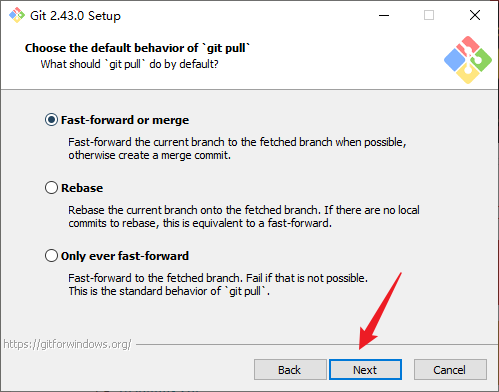 Git 2.43.0 Setup
Choose the default behavior of `git pull`
What should `git pull` do by default?
Fast-forward or merge
Fast-forward the current branch to the fetched branch when possible,
otherwise create a merge commit.
Rebase
Rebase the current branch onto the fetched branch. If there are no local
commits to rebase, this is equivalent to a fast-forward.
Only ever fast-forward
Fast-forward to the fetched branch. Fail if that is not possible.
This is the standard behavior of `git pull`.
https://gitforwindows.org/
Back Next Cancel